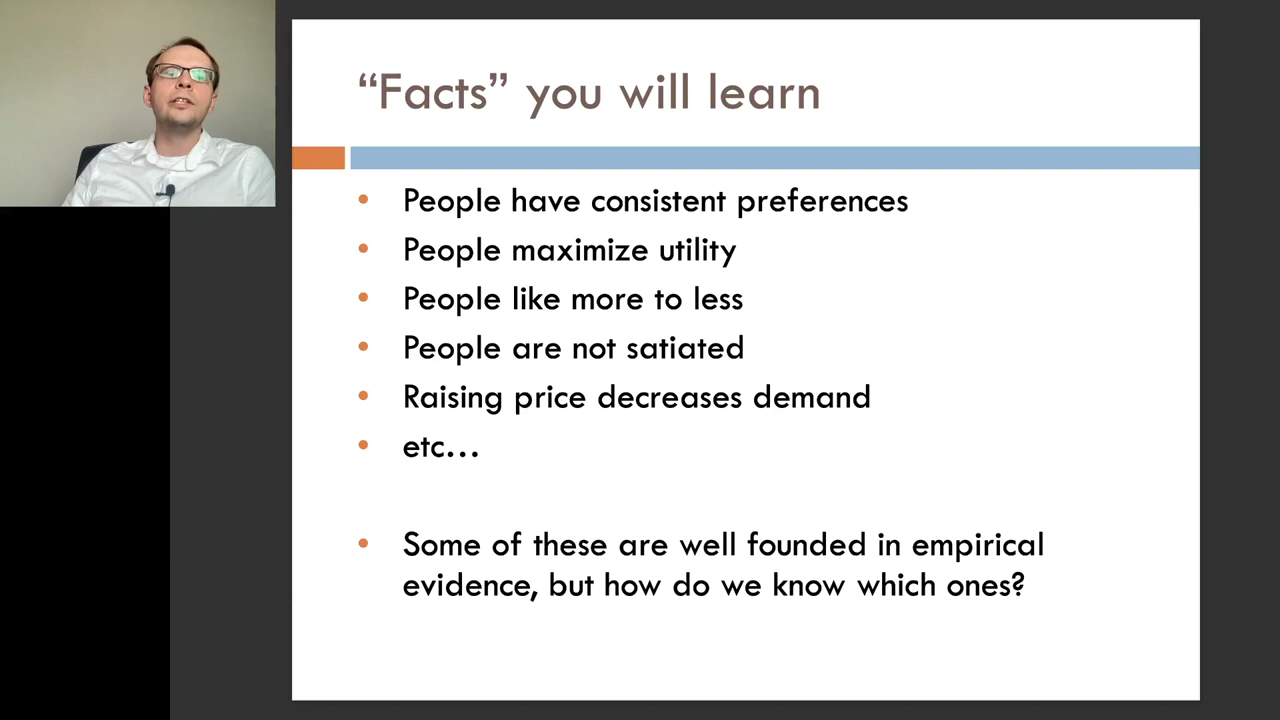 “Facts” you will learn
• People have consistent preferences
• People maximize utility
• People like more to less
• People are not satiated
• Raising price decreases demand
• etc…
• Some of these are well founded in empirical
evidence, but how do we know which ones?